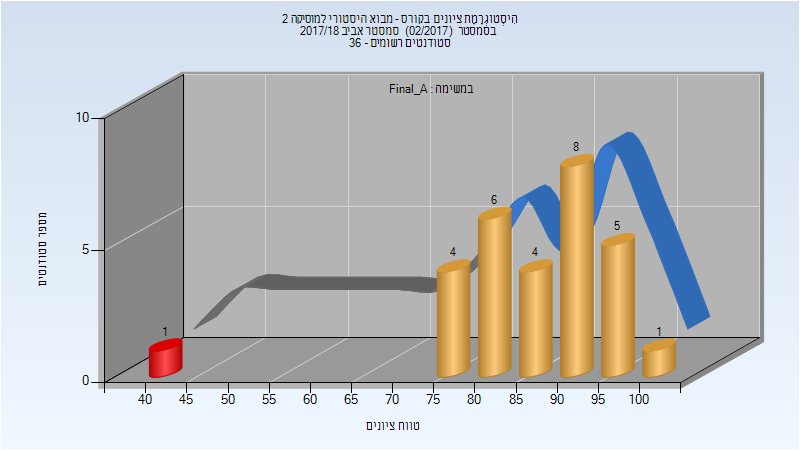 היסטוגרמת ציונים בקורס - מבוא היסטורי למוסיקה 2
בסמסטר (02/2017) סמסטר אביב 2017/18
סטודנטים רשומים - 36
במשימה : Final_A
מספר סטודנטים
10
5
0
1
4
6
4
8
5
1
40 45 50 55 60 65 70 75 80 85 90 95 100
טווח ציונים